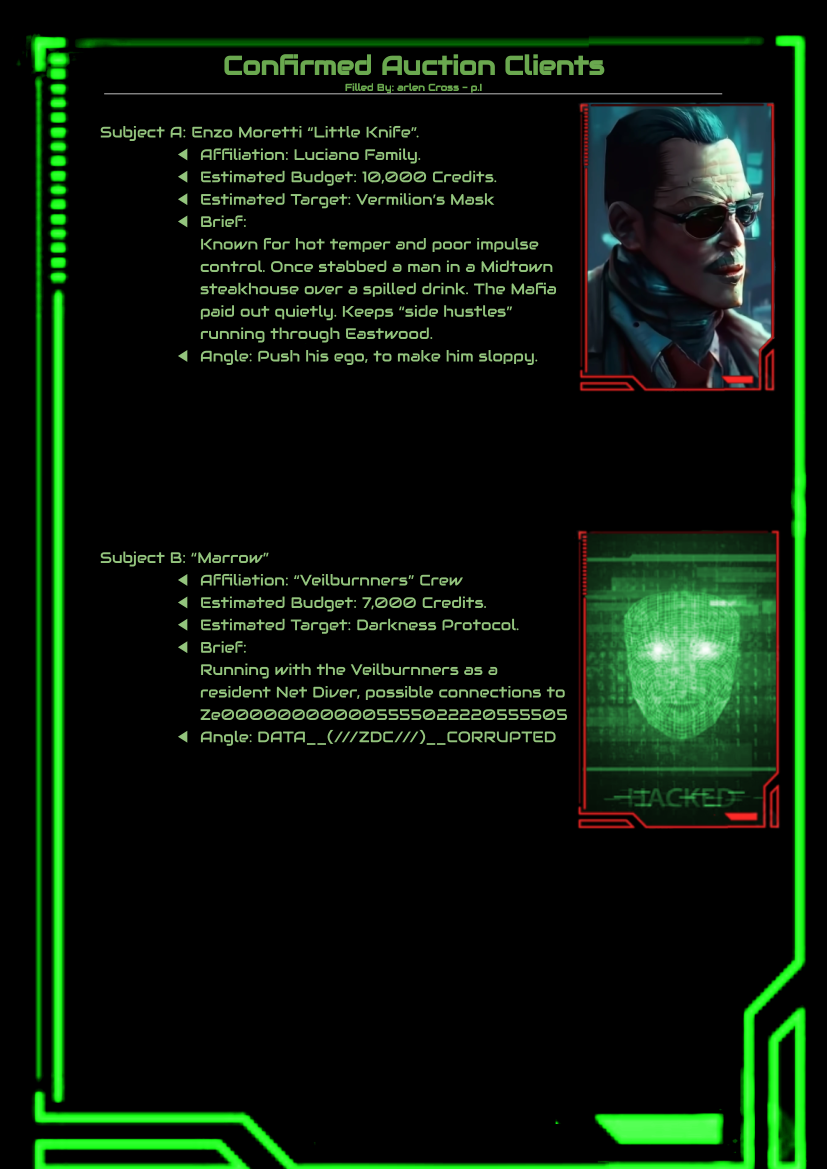 Confirmed Auction Clients
Filled By: arlen Cross - p.1
Subject A: Enzo Moretti “Little Knife”.
Affiliation: Luciano Family.
Estimated Budget: 10,000 Credits.
Estimated Target: Vermilion’s Mask
Brief:
Known for hot temper and poor impulse
control. Once stabbed a man in a Midtown
steakhouse over a spilled drink. The Mafia
paid out quietly. Keeps “side hustles”
running through Eastwood.
Angle: Push his ego, to make him sloppy.
Subject B: “Marrow”
Affiliation: “Veilburnners” Crew
Estimated Budget: 7,000 Credits.
Estimated Target: Darkness Protocol.
Brief:
Running with the Veilburnners as a
resident Net Diver, possible connections to
Ze000000000005555022220555505
Angle: DATA__(///ZDC///)__CORRUPTED
HACKED